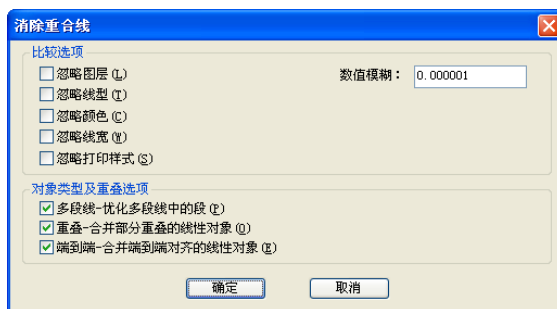 消除重合线
比较选项
忽略图层(L)
数值模糊： 0.000001
忽略线型(T)
忽略颜色(C)
忽略线宽(W)
忽略打印样式(S)
对象类型及重叠选项
多段线-优化多段线中的段(P)
重叠-合并部分重叠的线性对象(O)
端到端-合并端到端对齐的线性对象(E)
确定 取消